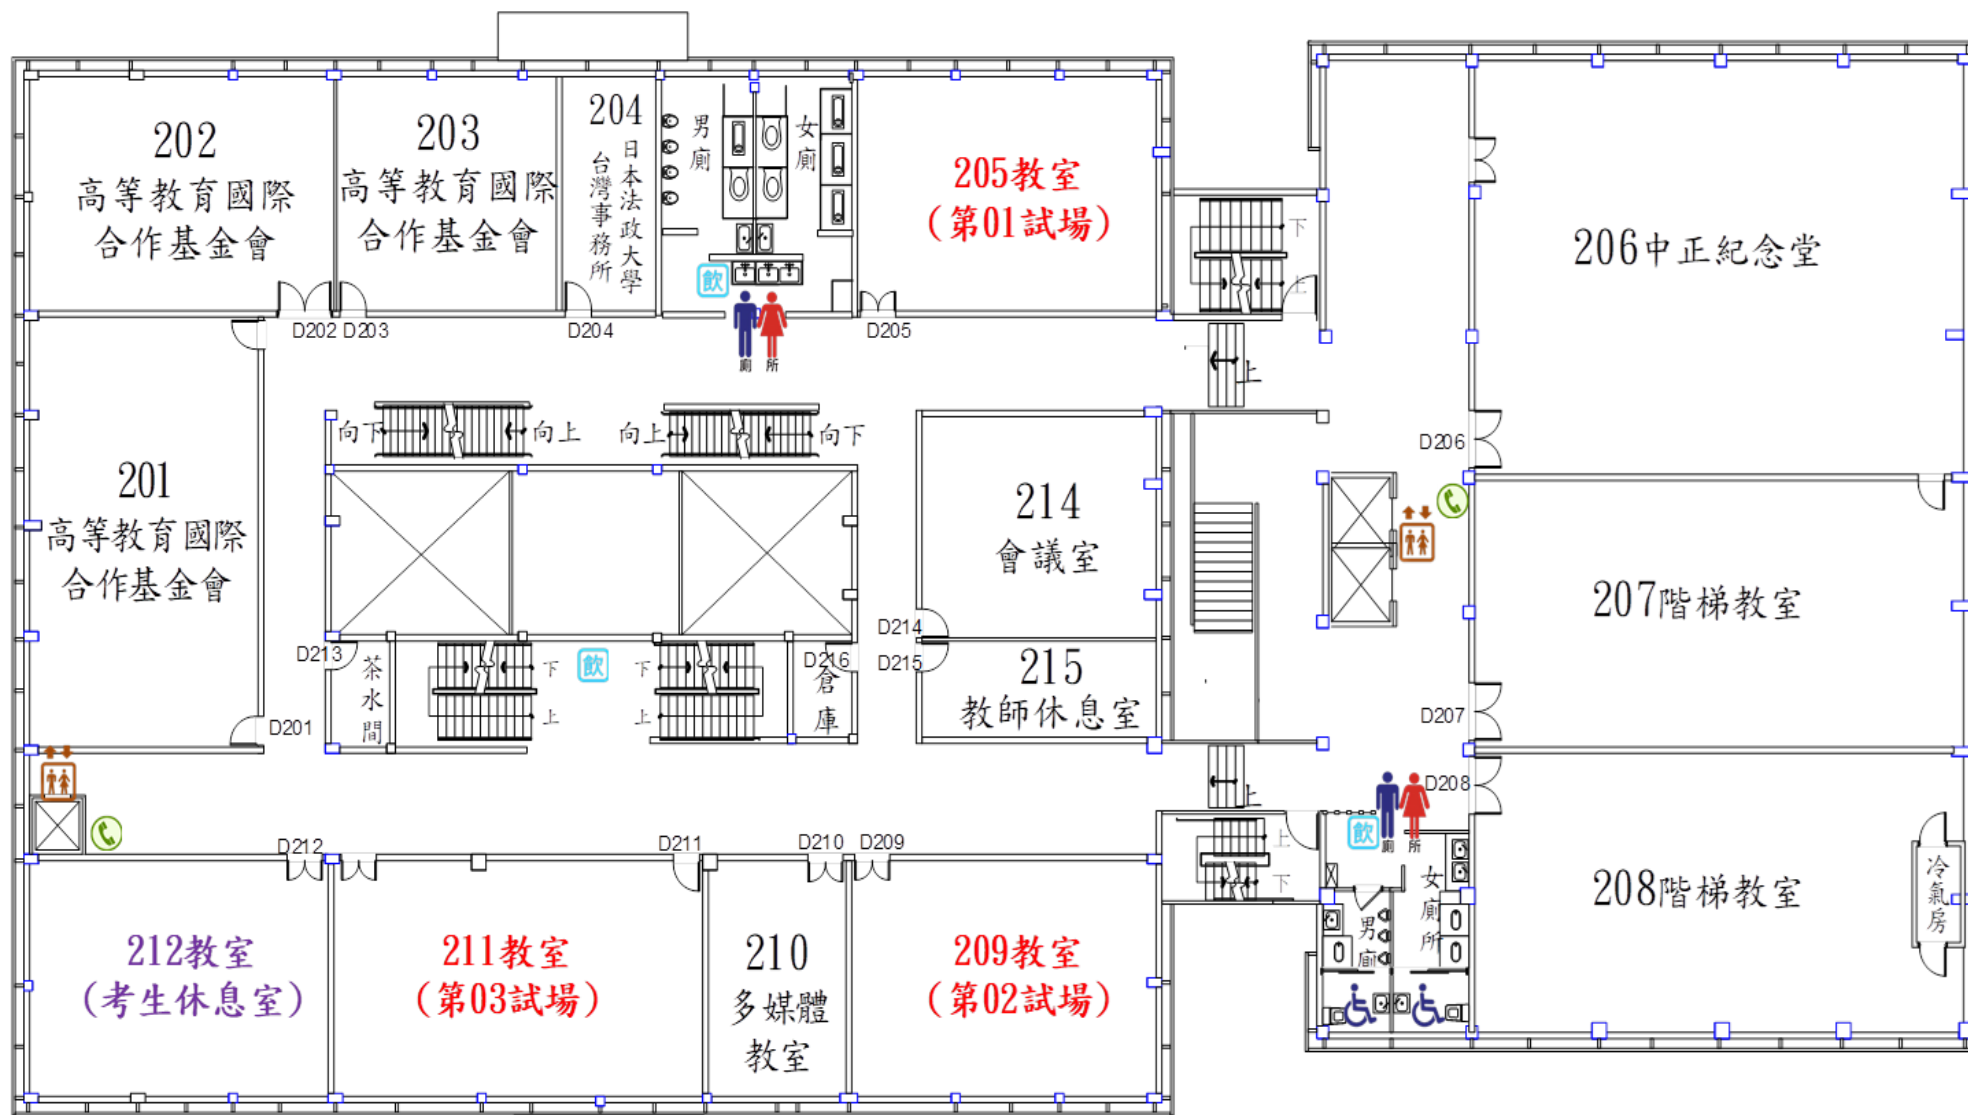 202
高等教育國際
合作基金會
203
高等教育國際
合作基金會
204
日本法政大學
台灣事務所
男廁
女廁
飲
廁所
205教室
(第01試場)
下
上
206中正紀念堂
D202
D203
D204
D205
上
向下
向上
向上
向下
D206
201
高等教育國際
合作基金會
214
會議室
207階梯教室
D214
D213
茶水間
下
上
飲
下
上
D216
倉庫
D215
215
教師休息室
D201
D207
上
D208
飲
廁所
上
下
D212
D211
D210
D209
212教室
(考生休息室)
211教室
(第03試場)
210
多媒體
教室
209教室
(第02試場)
男廁
女廁所
208階梯教室
冷氣房